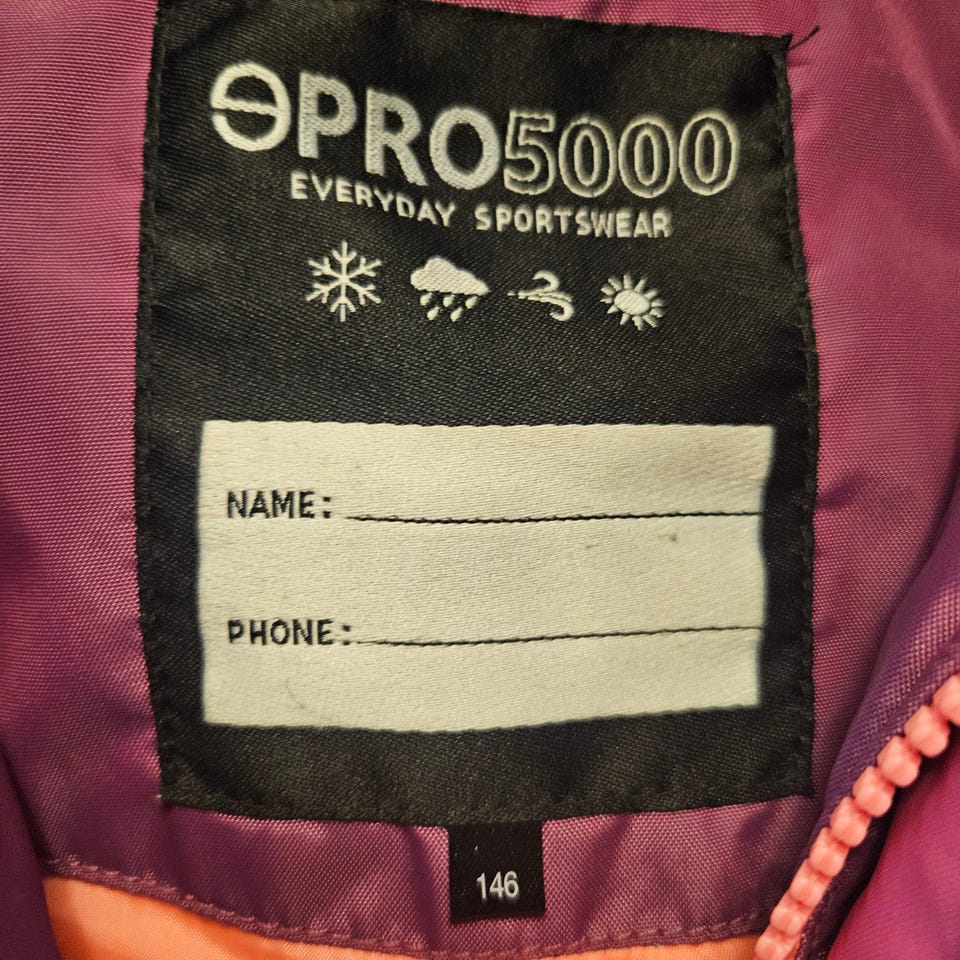 PRO5000
EVERYDAY SPORTSWEAR
NAME:
PHONE:
146